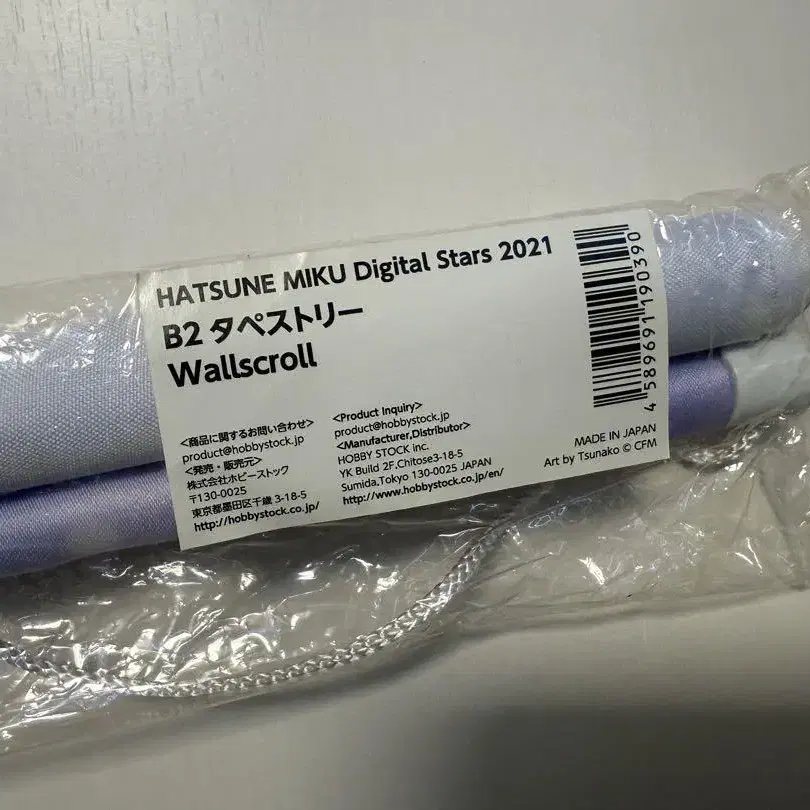 HATSUNE MIKU Digital Stars 2021
B2 タペストリー
Wallscroll
<商品に関するお問い合わせ>
product@hobbystock.jp
<発売・販売元>
株式会社ホビーストック
〒130-0025
東京都墨田区千歳 3-18-5
http://hobbystock.co.jp/
<Product Inquiry>
product@hobbystock.jp
<Manufacturer,Distributor>
HOBBY STOCK inc.
YK Build 2F,Chitose3-18-5
Sumida,Tokyo 130-0025 JAPAN
http://www.hobbystock.co.jp/en/
4 589691 190390
MADE IN JAPAN
Art by Tsunako © CFM